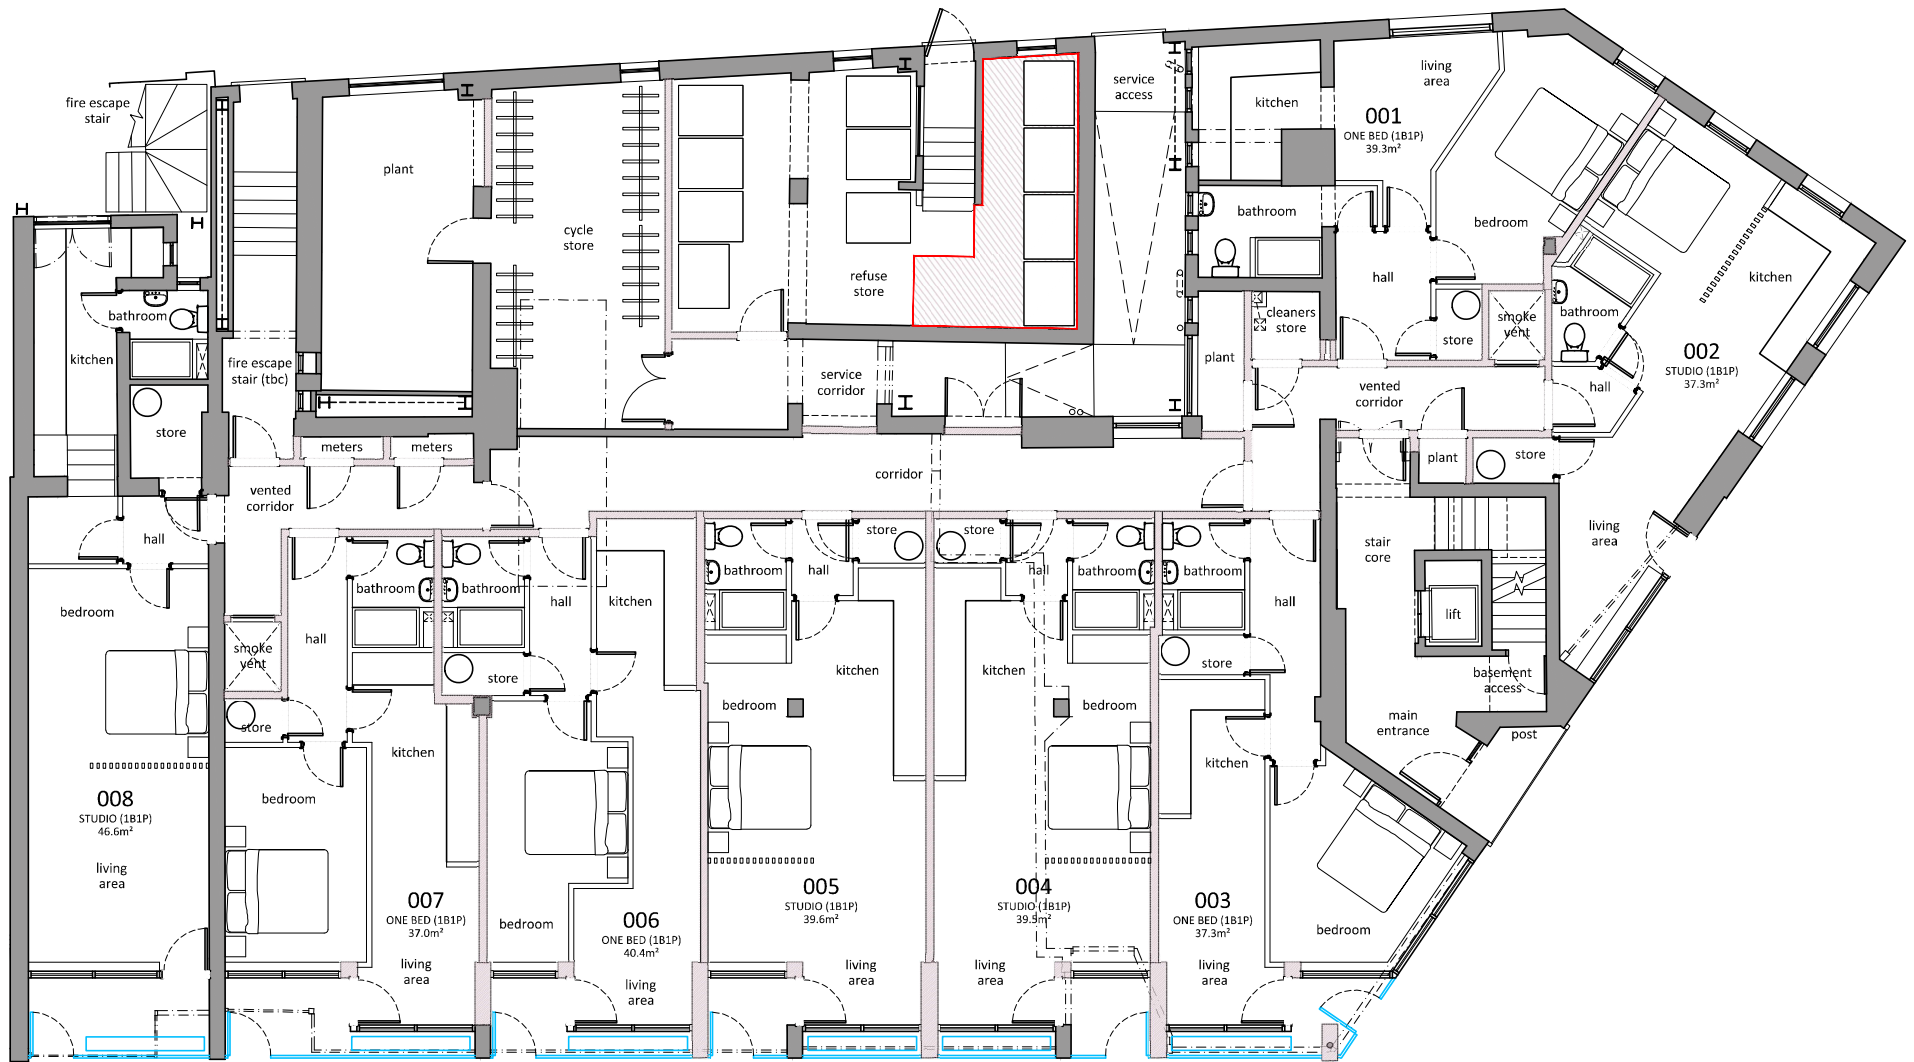 fire escape
stair
plant
cycle
store
refuse
store
service
access
kitchen
001
ONE BED (1B1P)
39.3m²
living
area
bathroom
bedroom
hall
cleaners
store
store
smoke
vent
bathroom
kitchen
002
STUDIO (1B1P)
37.3m²
hall
bathroom
kitchen
fire escape
stair (tbc)
service
corridor
plant
vented
corridor
store
meters
meters
corridor
plant
store
vented
corridor
hall
living
area
stair
core
store
store
bathroom
hall
hall
bathroom
bathroom
hall
bathroom
bathroom
hall
kitchen
bedroom
hall
lift
smoke
vent
store
kitchen
kitchen
store
basement
access
bedroom
bedroom
store
main
entrance
post
kitchen
kitchen
bedroom
008
STUDIO (1B1P)
46.6m²
living
area
007
ONE BED (1B1P)
37.0m²
living
area
bedroom
006
ONE BED (1B1P)
40.4m²
living
area
005
STUDIO (1B1P)
39.6m²
living
area
004
STUDIO (1B1P)
39.5m²
living
area
003
ONE BED (1B1P)
37.3m²
living
area
bedroom